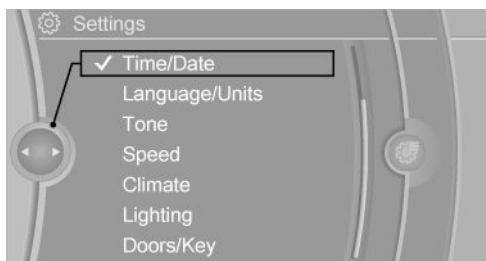 Settings
Time/Date
Language/Units
Tone
Speed
Climate
Lighting
Doors/Key